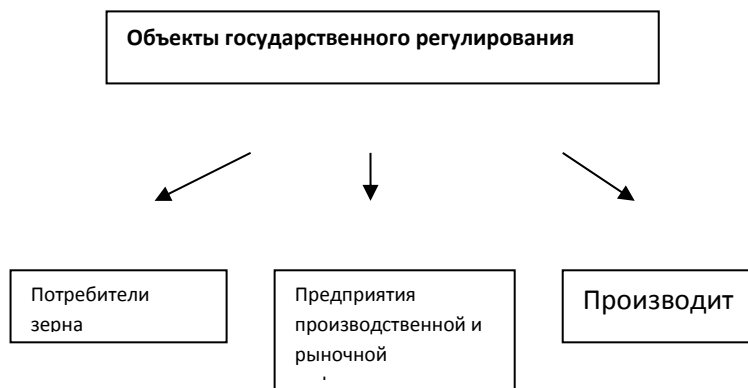 Объекты государственного регулирования
Потребители
зерна
Предприятия
производственной и
рыночной
Производит